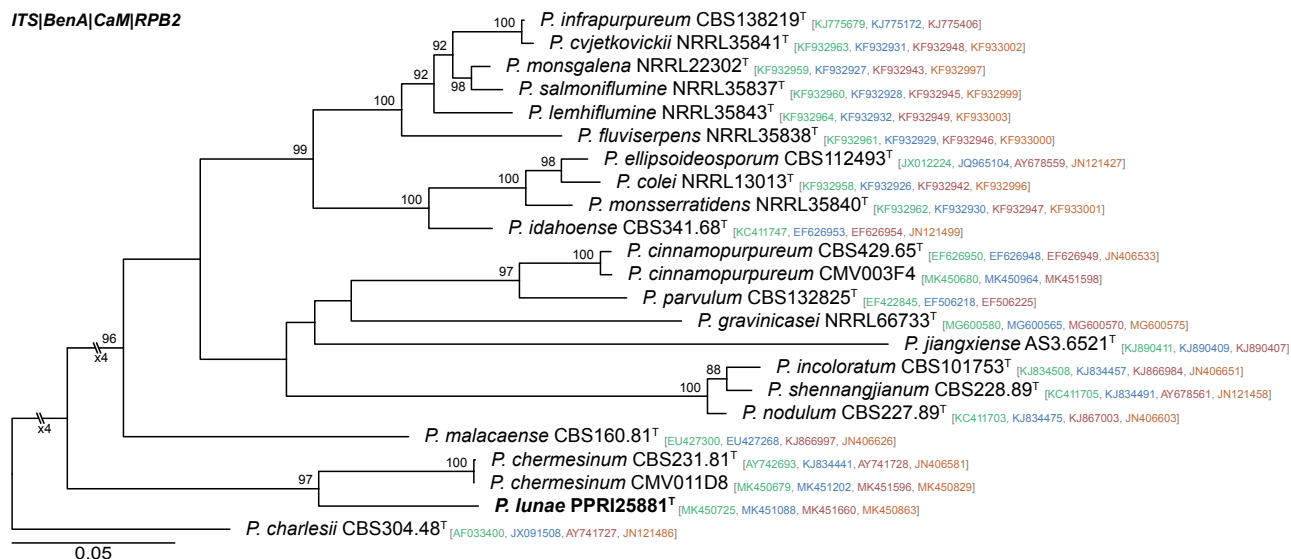 ITS|BenA|CaM|RPB2
100 P. infrapurpureum CBS138219T [KJ775679, KJ775172, KJ775406]
92 P. cvjetkovickii NRRL35841T [KF932963, KF932931, KF932948, KF933002]
92 P. monsgalena NRRL22302T [KF932959, KF932927, KF932943, KF932997]
98 P. salmoniflumine NRRL35837T [KF932960, KF932928, KF932945, KF932999]
100 P. lemhiflumine NRRL35843T [KF932964, KF932932, KF932949, KF933003]
P. fluviserpens NRRL35838T [KF932961, KF932929, KF932946, KF933000]
99 98 P. ellipsoideosporum CBS112493T [JX012224, JQ965104, AY678559, JN121427]
100 P. colei NRRL13013T [KF932958, KF932926, KF932942, KF932996]
P. monsserratidens NRRL35840T [KF932962, KF932930, KF932947, KF933001]
100 P. idahoense CBS341.68T [KC411747, EF626953, EF626954, JN121499]
100 P. cinnamopurpureum CBS429.65T [EF626950, EF626948, EF626949, JN406533]
97 P. cinnamopurpureum CMV003F4 [MK450680, MK450964, MK451598]
P. parvulum CBS132825T [EF422845, EF506218, EF506225]
P. gravinicasei NRRL66733T [MG600580, MG600565, MG600570, MG600575]
96 x4 P. jiangxiense AS3.6521T [KJ890411, KJ890409, KJ890407]
P. incoloratum CBS101753T [KJ834508, KJ834457, KJ866984, JN406651]
100 88 P. shennangjianum CBS228.89T [KC411705, KJ834491, AY678561, JN121458]
x4 P. nodulum CBS227.89T [KC411703, KJ834475, KJ867003, JN406603]
P. malacaense CBS160.81T [EU427300, EU427268, KJ866997, JN406626]
100 P. chermesinum CBS231.81T [AY742693, KJ834441, AY741728, JN406581]
97 P. chermesinum CMV011D8 [MK450679, MK451202, MK451596, MK450829]
P. lunae PPRI25881T [MK450725, MK451088, MK451660, MK450863]
P. charlesii CBS304.48T [AF033400, JX091508, AY741727, JN121486]
0.05